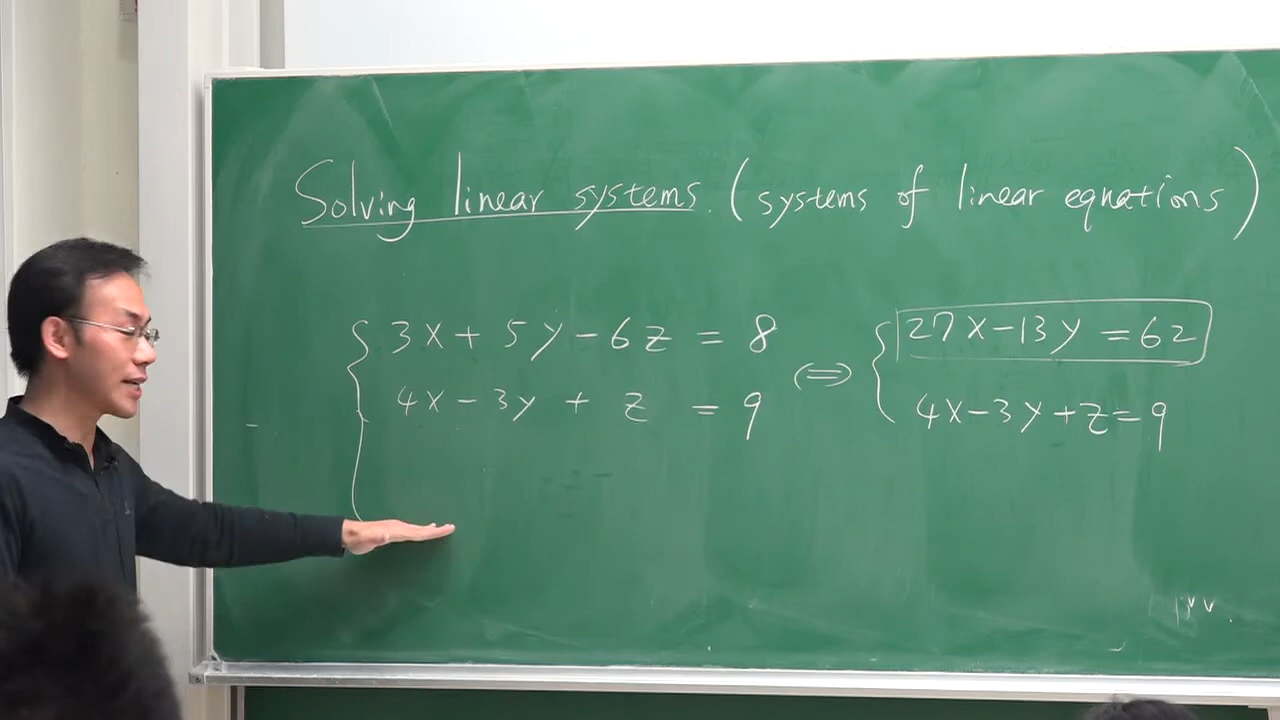 Solving linear systems. (systems of linear equations)
3x + 5y - 6z = 8
4x - 3y + z = 9
⇔
27x - 13y = 62
4x - 3y + z = 9